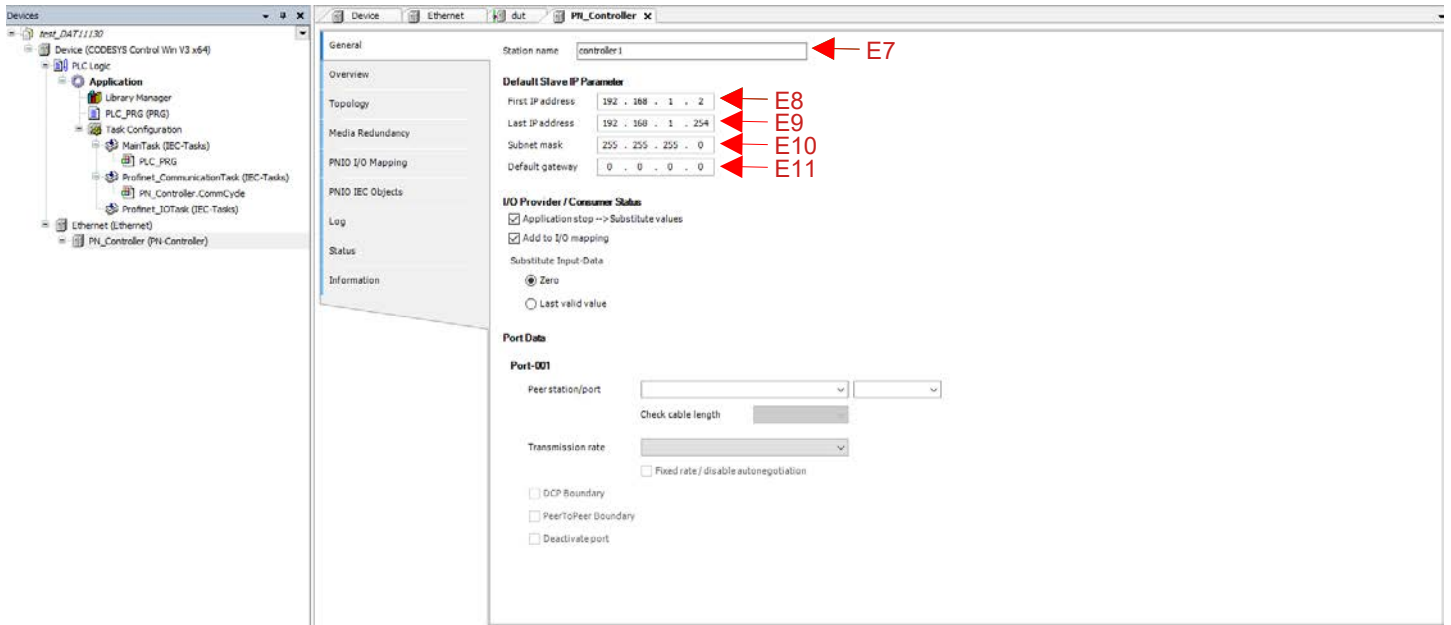 Devices
test_DAT11130
Device (CODESYS Control Win V3 x64)
PLC Logic
Application
Library Manager
PLC_PRG (PRG)
Task Configuration
MainTask (IEC-Tasks)
PLC_PRG
Profinet_CommunicationTask (IEC-Tasks)
PN_Controller.CommCycle
Profinet_IOTask (IEC-Tasks)
Ethernet (Ethernet)
PN_Controller (PN-Controller)
Device
Ethernet
dut
PN_Controller
General
Overview
Topology
Media Redundancy
PNIO I/O Mapping
PNIO IEC Objects
Log
Status
Information
Station name controller1 E7
Default Slave IP Parameter
First IP address 192 . 168 . 1 . 2 E8
Last IP address 192 . 168 . 1 . 254 E9
Subnet mask 255 . 255 . 255 . 0 E10
Default gateway 0 . 0 . 0 . 0 E11
I/O Provider / Consumer Status
Application stop --> Substitute values
Add to I/O mapping
Substitute Input-Data
Zero
Last valid value
Port Data
Port-001
Peer station/port
Check cable length
Transmission rate
Fixed rate / disable autonegotiation
DCP Boundary
PeerToPeer Boundary
Deactivate port